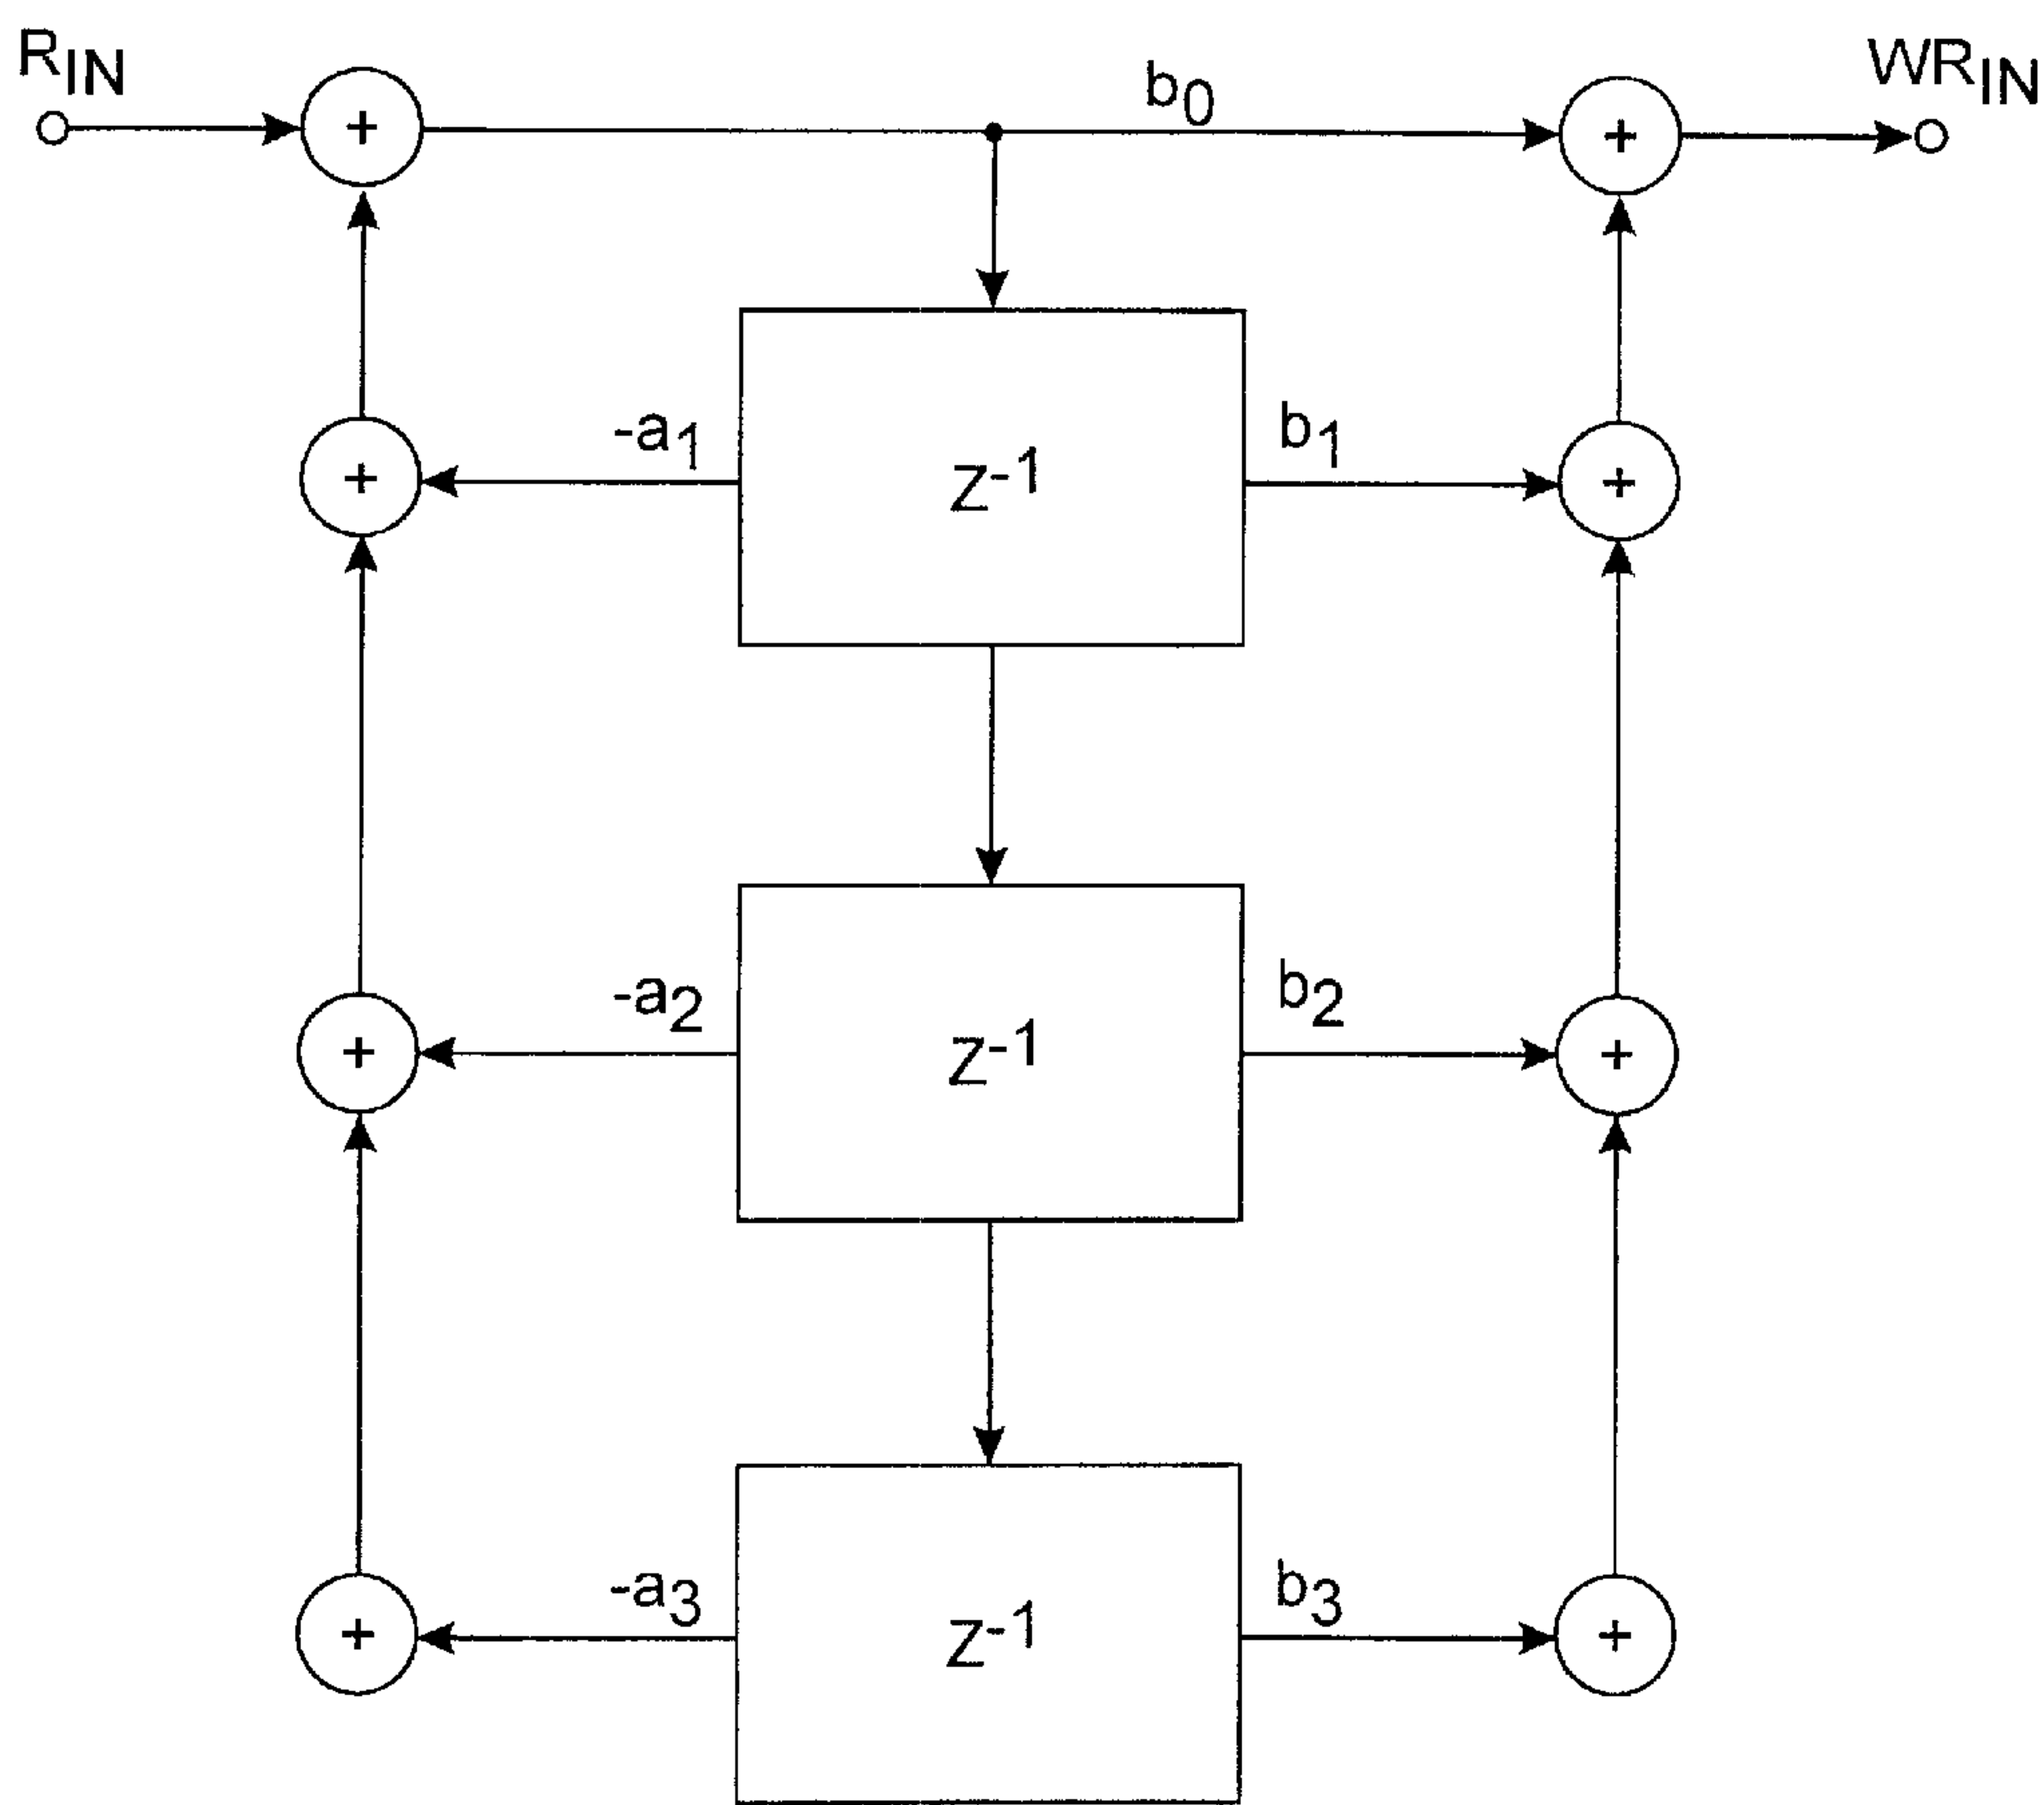 R_IN
b_0
WR_IN
+
+
-a_1
b_1
+
z^-1
+
-a_2
b_2
+
z^-1
+
-a_3
b_3
+
z^-1
+